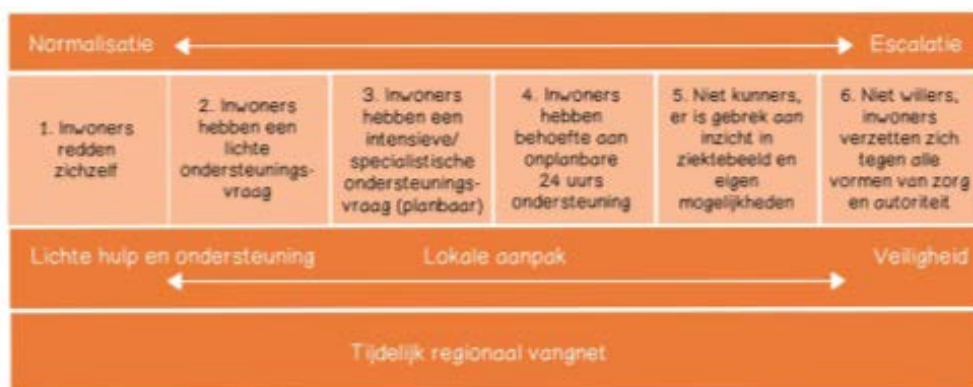 Normalisatie
Escalatie
1. Inwoners
redden
zichzelf
2. Inwoners
hebben een
lichte
ondersteunings-
vraag
3. Inwoners
hebben een
intensieve/
specialistische
ondersteunings-
vraag (planbaar)
4. Inwoners
hebben
behoefte aan
onplanbare
24 uurs
ondersteuning
5. Niet kunners,
er is gebrek aan
inzicht in
ziektebeeld en
eigen
mogelijkheden
6. Niet willers,
inwoners
verzetten zich
tegen alle
vormen van zorg
en autoriteit
Lichte hulp en ondersteuning
Lokale aanpak
Veiligheid
Tijdelijk regionaal vangnet